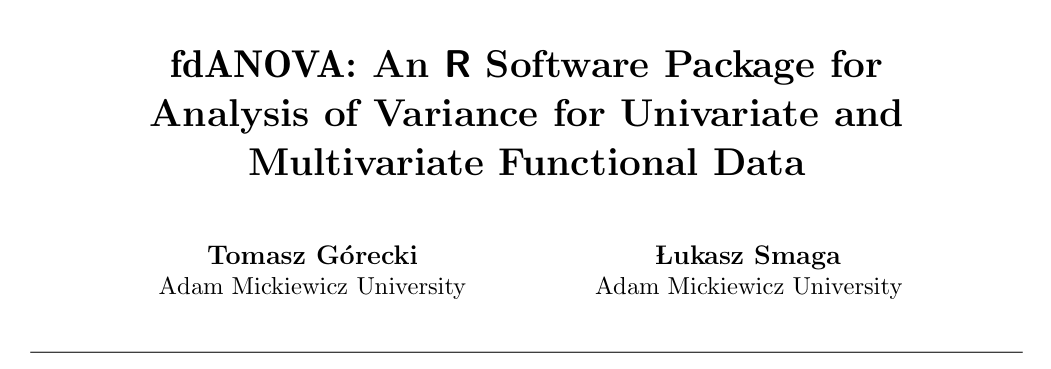 fdANOVA: An R Software Package for
Analysis of Variance for Univariate and
Multivariate Functional Data
Tomasz Górecki
Adam Mickiewicz University
Łukasz Smaga
Adam Mickiewicz University